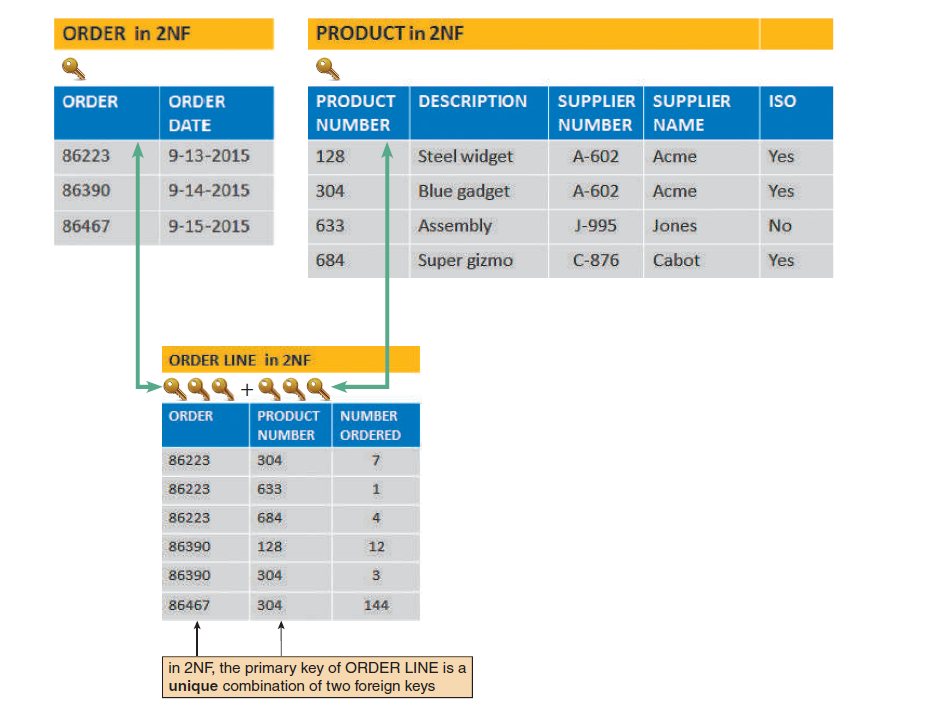 ORDER in 2NF
ORDER ORDER DATE
86223 9-13-2015
86390 9-14-2015
86467 9-15-2015
PRODUCT in 2NF
PRODUCT NUMBER DESCRIPTION SUPPLIER NUMBER SUPPLIER NAME ISO
128 Steel widget A-602 Acme Yes
304 Blue gadget A-602 Acme Yes
633 Assembly J-995 Jones No
684 Super gizmo C-876 Cabot Yes
ORDER LINE in 2NF
+
ORDER PRODUCT NUMBER NUMBER ORDERED
86223 304 7
86223 633 1
86223 684 4
86390 128 12
86390 304 3
86467 304 144
in 2NF, the primary key of ORDER LINE is a
unique combination of two foreign keys